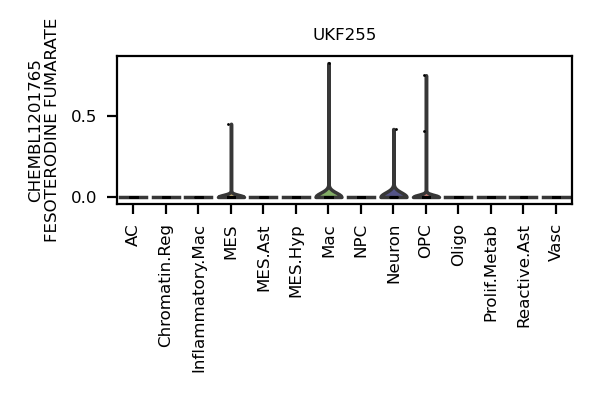 UKF255
CHEMBL1201765
FESOTERODINE FUMARATE
0.5
0.0
AC
Chromatin.Reg
Inflammatory.Mac
MES
MES.Ast
MES.Hyp
Mac
NPC
Neuron
OPC
Oligo
Prolif.Metab
Reactive.Ast
Vasc